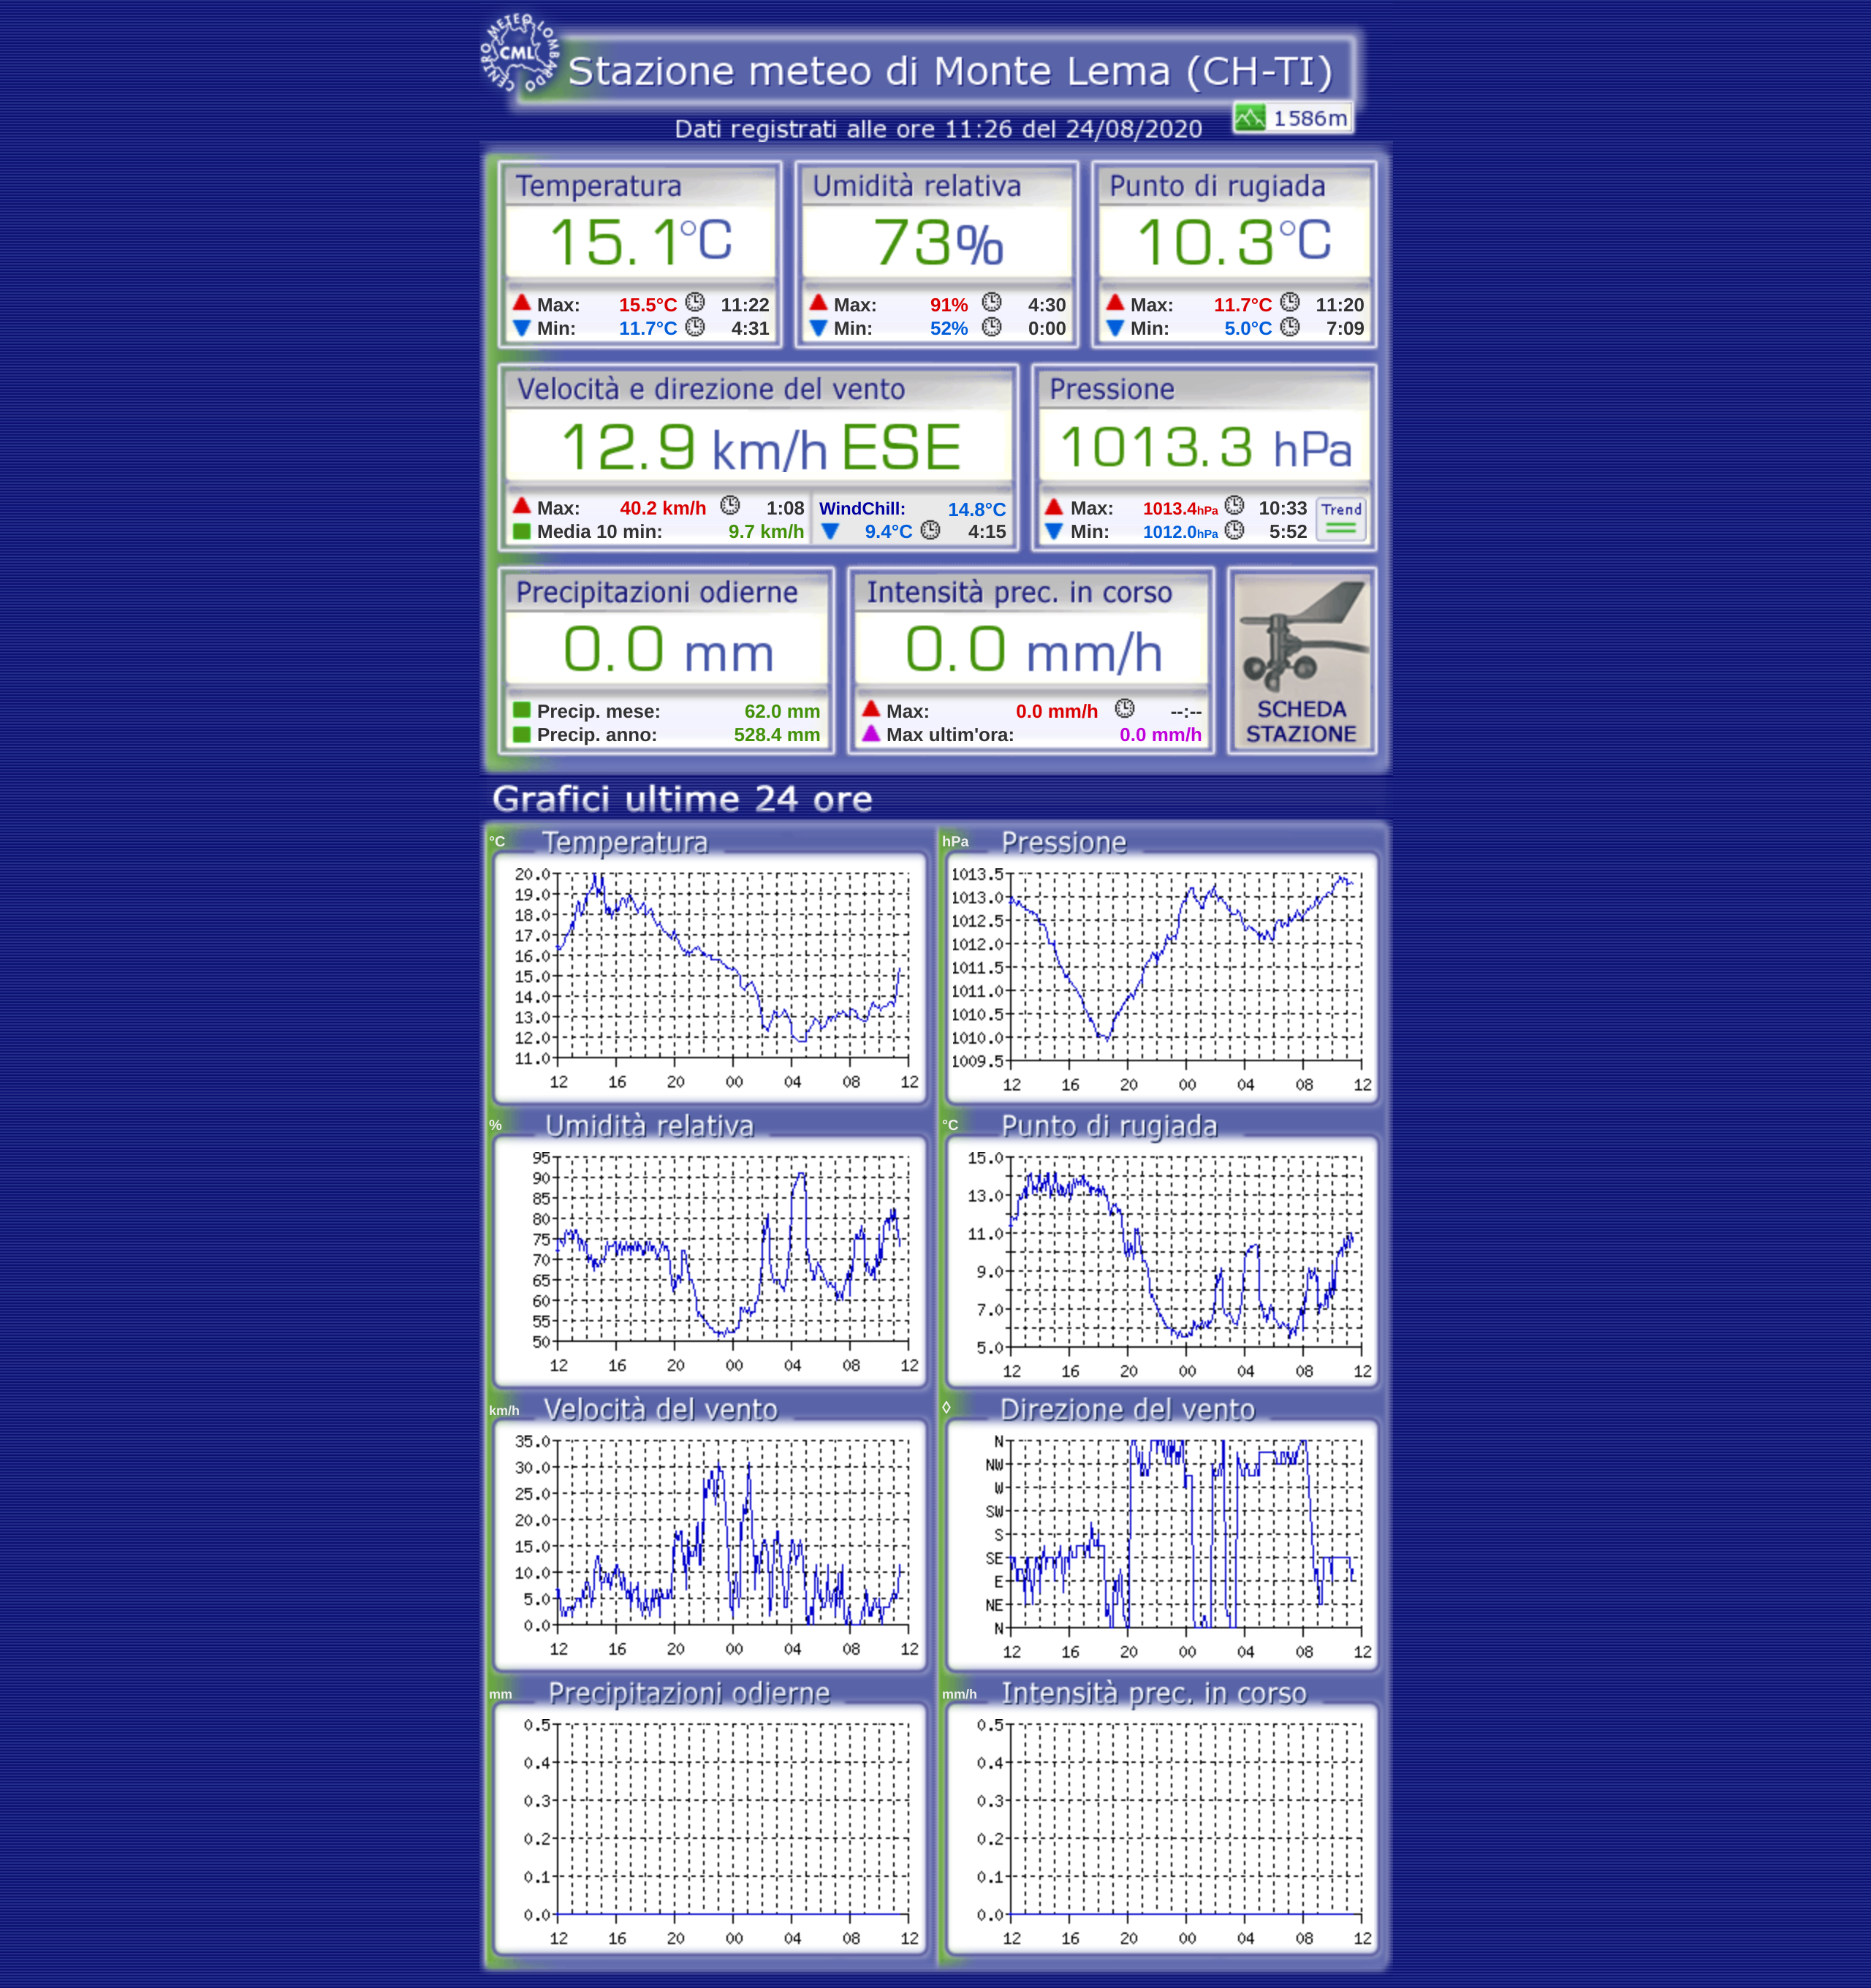 CENTRO METEO LOMBARDO
CML
Stazione meteo di Monte Lema (CH-TI)
1586m
Dati registrati alle ore 11:26 del 24/08/2020
Temperatura Umidità relativa Punto di rugiada
15.1°C 73% 10.3°C
Max: 15.5°C 11:22 Max: 91% 4:30 Max: 11.7°C 11:20
Min: 11.7°C 4:31 Min: 52% 0:00 Min: 5.0°C 7:09
Velocità e direzione del vento Pressione
12.9 km/h ESE 1013.3 hPa
Max: 40.2 km/h 1:08 WindChill: 14.8°C Max: 1013.4hPa 10:33 Trend
Media 10 min: 9.7 km/h 9.4°C 4:15 Min: 1012.0hPa 5:52
Precipitazioni odierne Intensità prec. in corso
0.0 mm 0.0 mm/h
Precip. mese: 62.0 mm Max: 0.0 mm/h --:-- SCHEDA
Precip. anno: 528.4 mm Max ultim'ora: 0.0 mm/h STAZIONE
Grafici ultime 24 ore
°C Temperatura
20.0
19.0
18.0
17.0
16.0
15.0
14.0
13.0
12.0
11.0
12 16 20 00 04 08 12
hPa Pressione
1013.5
1013.0
1012.5
1012.0
1011.5
1011.0
1010.5
1010.0
1009.5
12 16 20 00 04 08 12
% Umidità relativa
95
90
85
80
75
70
65
60
55
50
12 16 20 00 04 08 12
°C Punto di rugiada
15.0
13.0
11.0
9.0
7.0
5.0
12 16 20 00 04 08 12
km/h Velocità del vento
35.0
30.0
25.0
20.0
15.0
10.0
5.0
0.0
12 16 20 00 04 08 12
◊ Direzione del vento
N
NW
W
SW
S
SE
E
NE
N
12 16 20 00 04 08 12
mm Precipitazioni odierne
0.5
0.4
0.3
0.2
0.1
0.0
12 16 20 00 04 08 12
mm/h Intensità prec. in corso
0.5
0.4
0.3
0.2
0.1
0.0
12 16 20 00 04 08 12